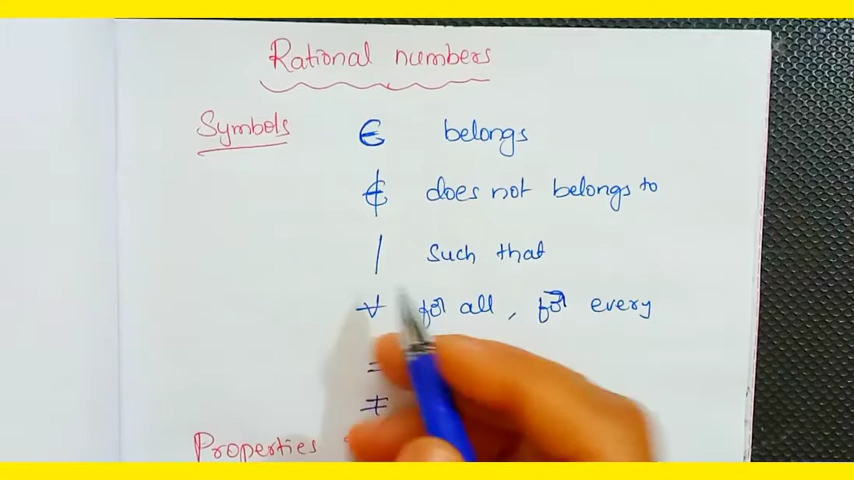 Rational numbers
Symbols ∈ belongs
∉ does not belongs to
| such that
∀ for all , for every
=
≠
Properties